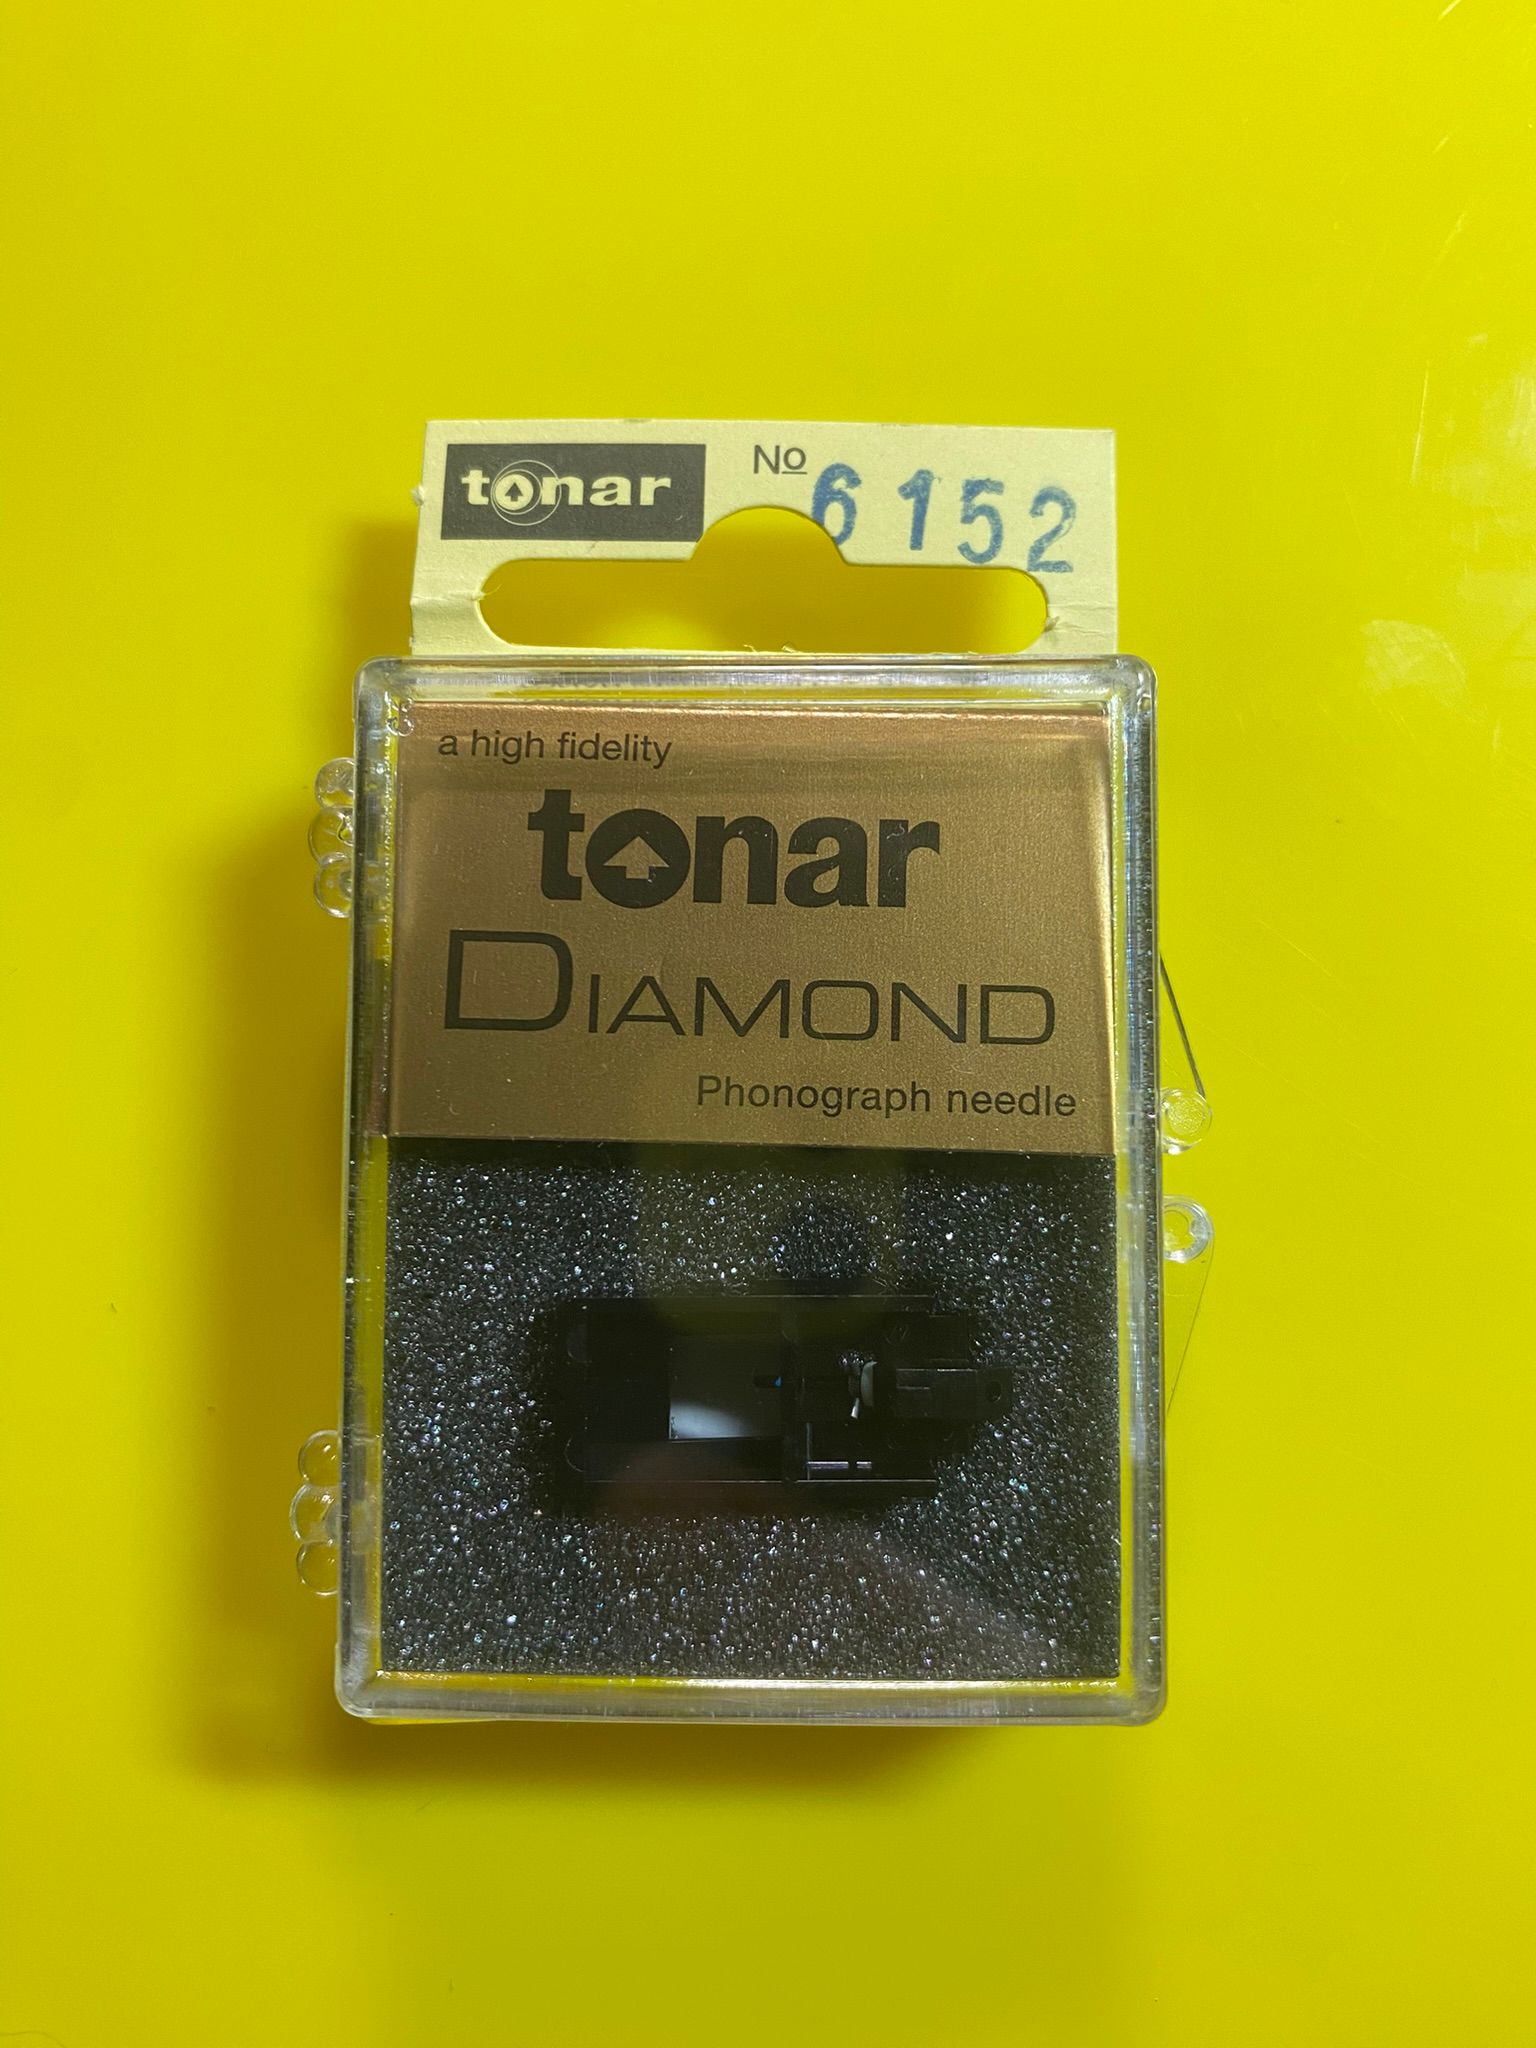 tonar
No 6152
a high fidelity
tonar
DIAMOND
Phonograph needle